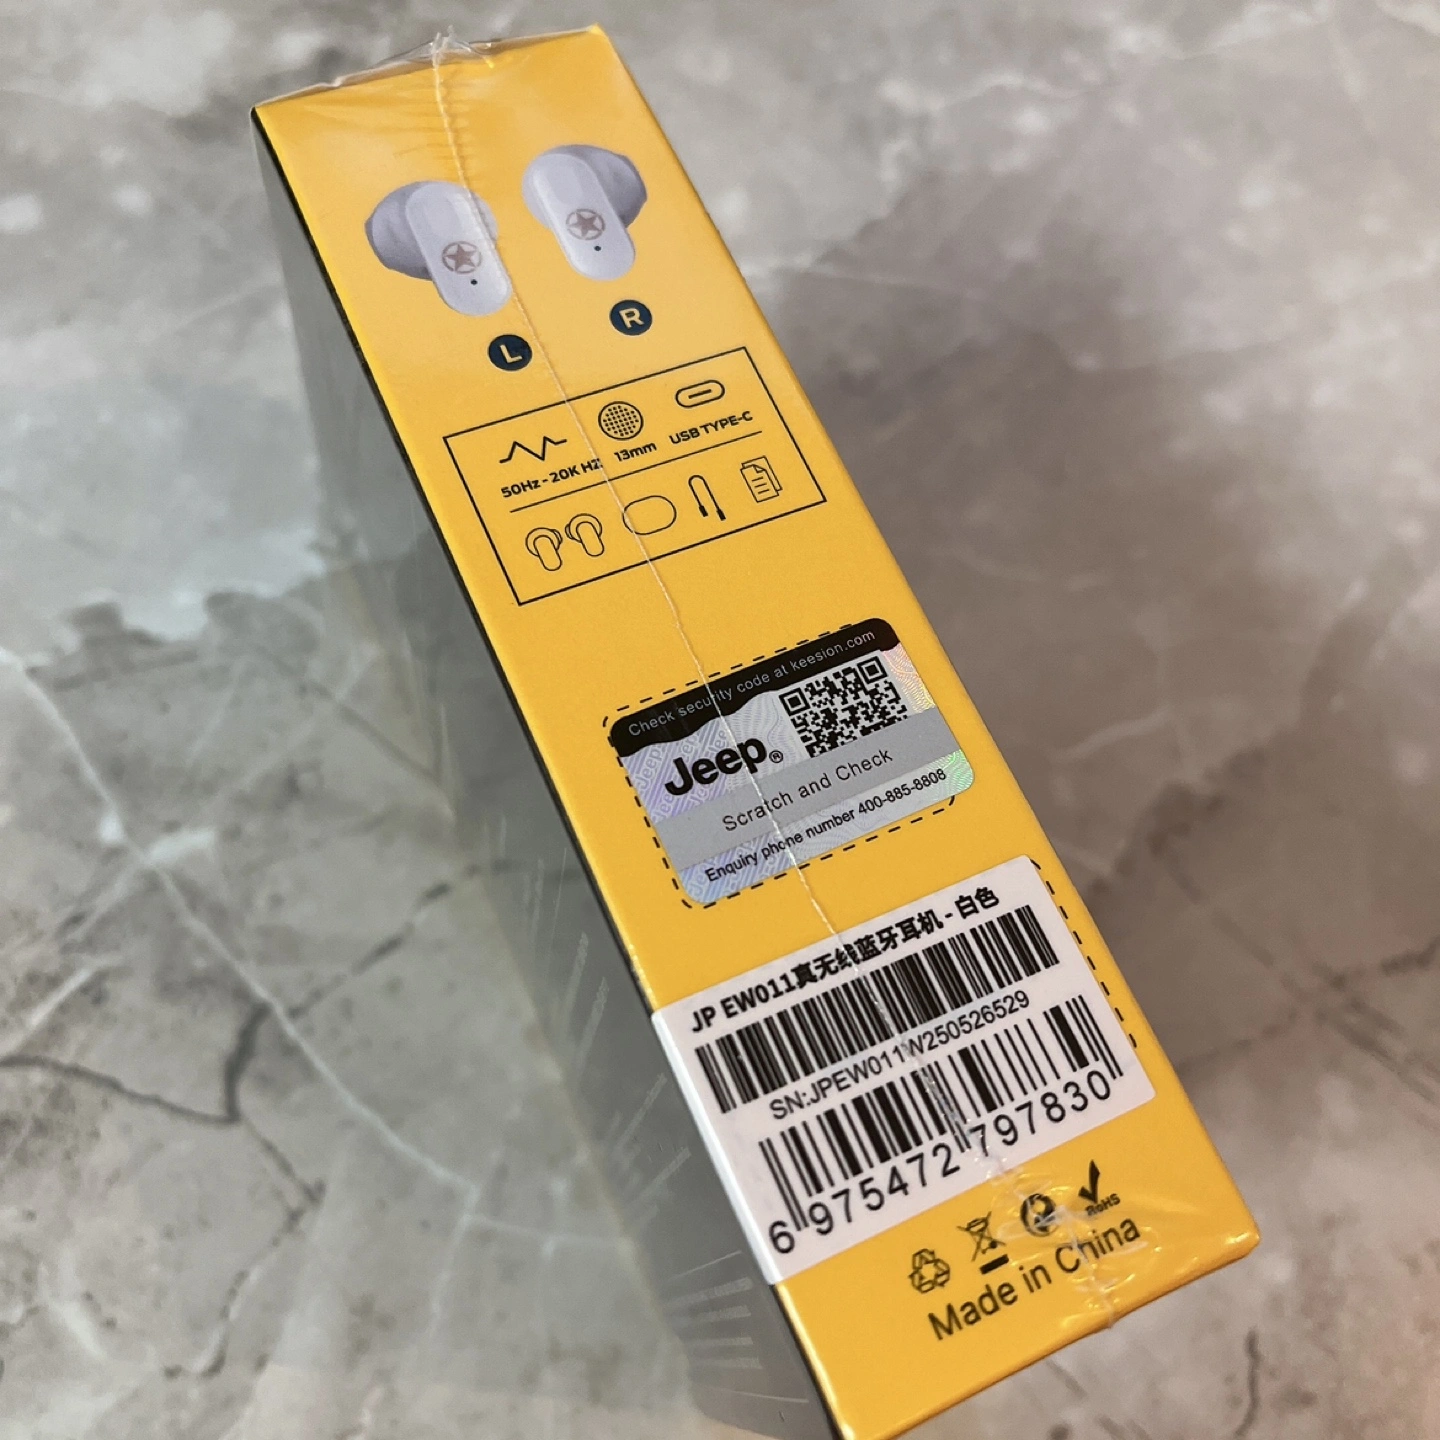 L
R
50Hz - 20K HZ
13mm
USB TYPE-C
Check security code at keesion.com
Jeep®
Scratch and Check
Enquiry phone number 400-885-8808
JP EW011真无线蓝牙耳机 - 白色
SN:JPEW011W250526529
6 975472 797830
RoHS
Made in China